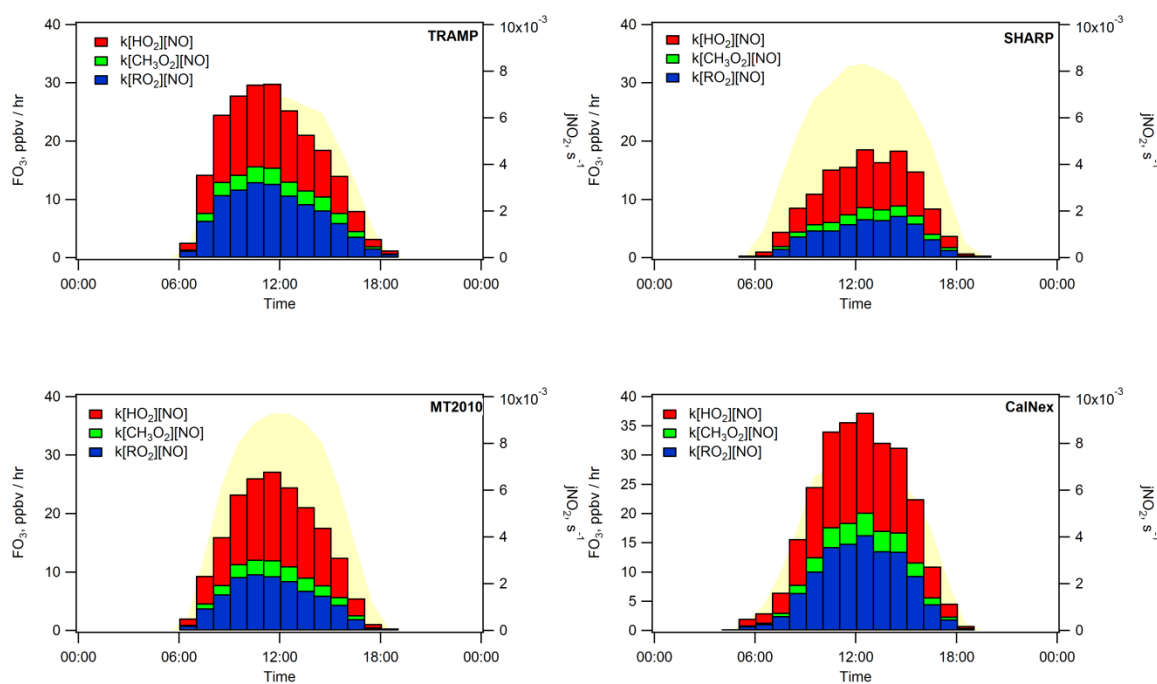 TRAMP
k[HO₂][NO]
k[CH₃O₂][NO]
k[RO₂][NO]
FO₃, ppbv / hr
40
30
20
10
0
10x10⁻³
8
6
4
2
0
jNO₂, s⁻¹
00:00 06:00 12:00 18:00 00:00
Time
SHARP
k[HO₂][NO]
k[CH₃O₂][NO]
k[RO₂][NO]
FO₃, ppbv / hr
40
30
20
10
0
10x10⁻³
8
6
4
2
0
jNO₂, s⁻¹
00:00 06:00 12:00 18:00 00:00
Time
MT2010
k[HO₂][NO]
k[CH₃O₂][NO]
k[RO₂][NO]
FO₃, ppbv / hr
40
30
20
10
0
10x10⁻³
8
6
4
2
0
jNO₂, s⁻¹
00:00 06:00 12:00 18:00 00:00
Time
CalNex
k[HO₂][NO]
k[CH₃O₂][NO]
k[RO₂][NO]
FO₃, ppbv / hr
40
35
30
25
20
15
10
5
0
10x10⁻³
8
6
4
2
0
jNO₂, s⁻¹
00:00 06:00 12:00 18:00 00:00
Time